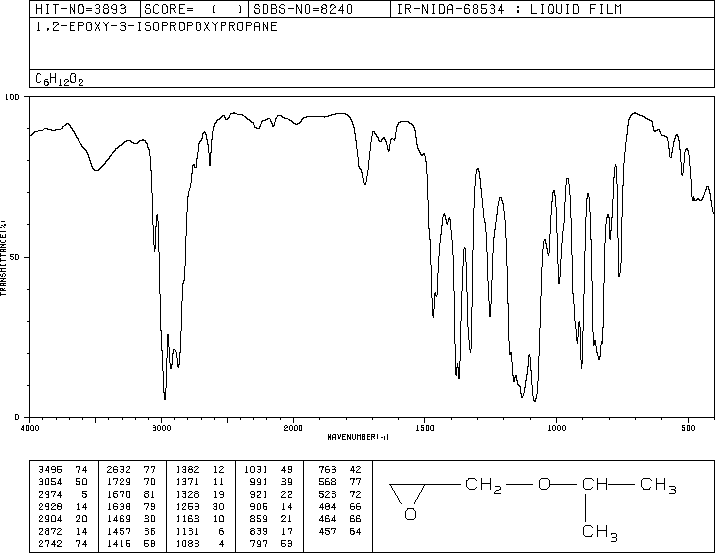 HIT-NO=3893 SCORE= ( ) SDBS-NO=8240 IR-NIDA-68534 : LIQUID FILM
1,2-EPOXY-3-ISOPROPOXYPROPANE
C6H12O2
100
50
0
TRANSMITTANCE(%)
4000 3000 2000 1500 1000 500
WAVENUMBER(-1)
3495 74 2632 77 1382 12 1031 49 763 42
3054 50 1729 70 1371 11 991 39 568 77
2974 5 1670 81 1328 19 921 22 523 72
2928 14 1638 79 1253 30 906 14 484 66
2904 20 1469 30 1163 10 859 21 464 66
2872 14 1457 36 1131 6 839 17 457 64
2742 74 1416 58 1083 4 797 53
CH2 O CH CH3
O
CH3